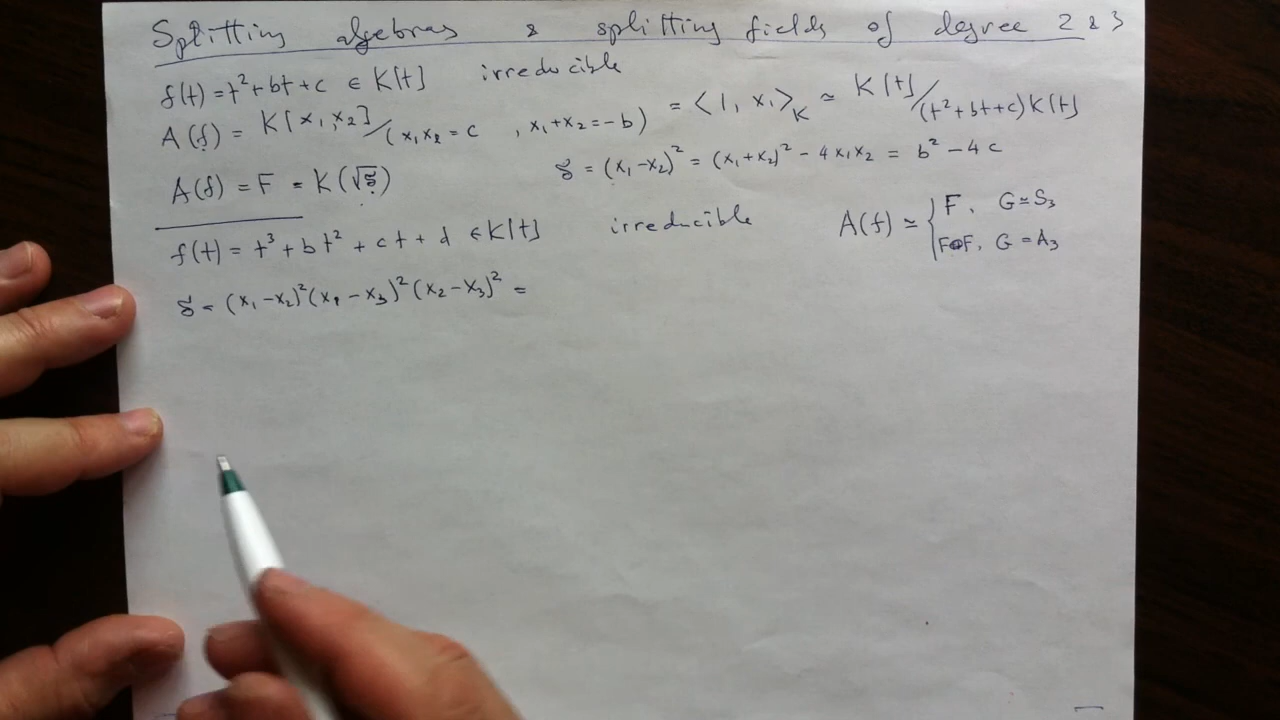 Splitting algebras & splitting fields of degree 2 & 3
f(t) = t² + bt + c ∈ K[t] irreducible
A(f) = K[x₁, x₂]/(x₁x₂ = c, x₁+x₂ = -b) = <1, x₁>_K ≃ K[t]/(t²+bt+c)K[t]
A(f) = F = K(√δ) δ = (x₁-x₂)² = (x₁+x₂)² - 4x₁x₂ = b² - 4c
f(t) = t³ + bt² + ct + d ∈ K[t] irreducible A(f) ≃ { F, G ≃ S₃
F⊕F, G = A₃
δ = (x₁-x₂)²(x₁-x₃)²(x₂-x₃)² =